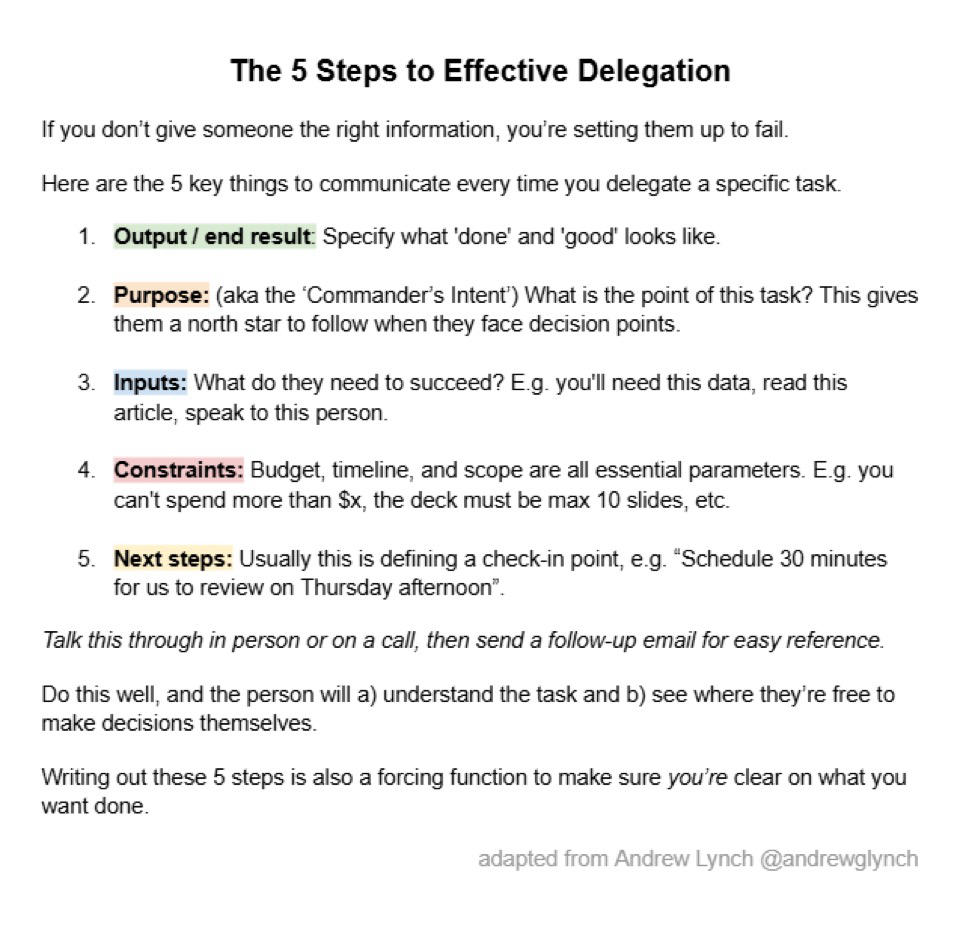 The 5 Steps to Effective Delegation
If you don’t give someone the right information, you’re setting them up to fail.
Here are the 5 key things to communicate every time you delegate a specific task.
1. Output / end result: Specify what 'done' and 'good' looks like.
2. Purpose: (aka the ‘Commander’s Intent’) What is the point of this task? This gives
them a north star to follow when they face decision points.
3. Inputs: What do they need to succeed? E.g. you'll need this data, read this
article, speak to this person.
4. Constraints: Budget, timeline, and scope are all essential parameters. E.g. you
can't spend more than $x, the deck must be max 10 slides, etc.
5. Next steps: Usually this is defining a check-in point, e.g. “Schedule 30 minutes
for us to review on Thursday afternoon”.
Talk this through in person or on a call, then send a follow-up email for easy reference.
Do this well, and the person will a) understand the task and b) see where they’re free to
make decisions themselves.
Writing out these 5 steps is also a forcing function to make sure you’re clear on what you
want done.
adapted from Andrew Lynch @andrewglynch